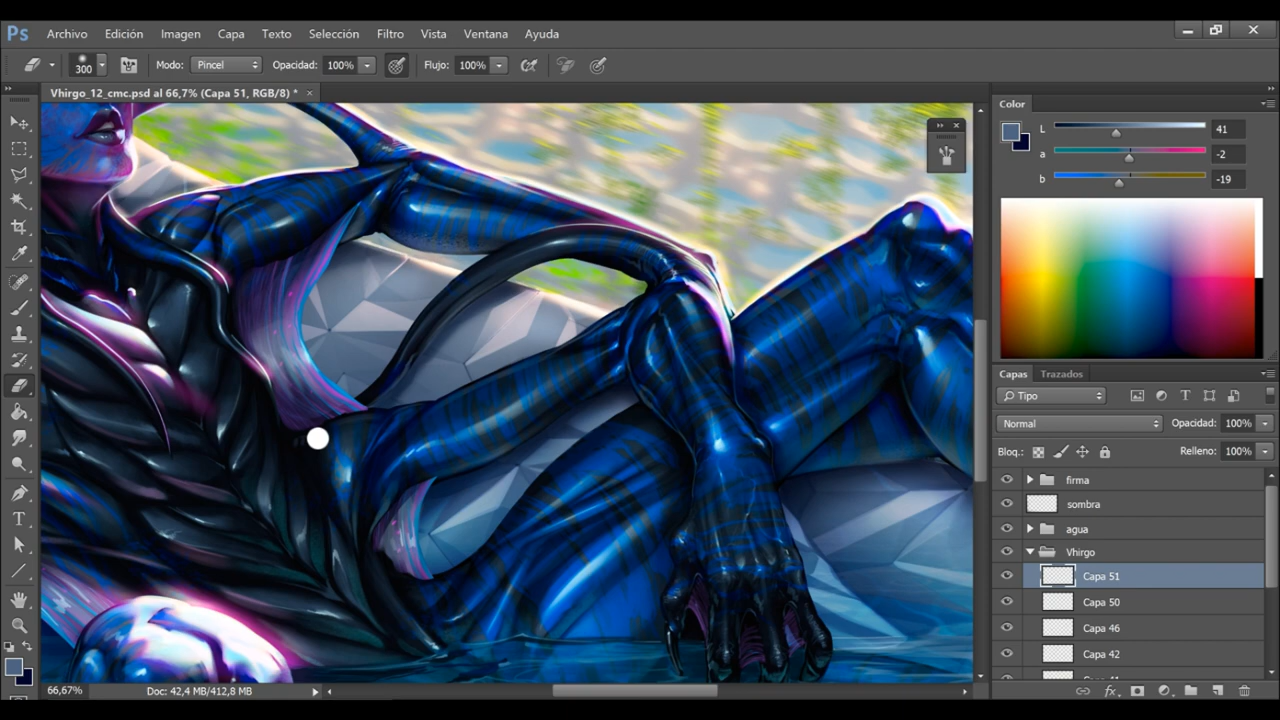 Ps Archivo Edición Imagen Capa Texto Selección Filtro Vista Ventana Ayuda
300 Modo: Pincel Opacidad: 100% Flujo: 100%
Vhirgo_12_cmc.psd al 66,7% (Capa 51, RGB/8) * ×
Color
L 41
a -2
b -19
Capas Trazados
Tipo
Normal Opacidad: 100%
Bloq.: Relleno: 100%
firma
sombra
agua
Vhirgo
Capa 51
Capa 50
Capa 46
Capa 42
66,67% Doc: 42,4 MB/412,8 MB